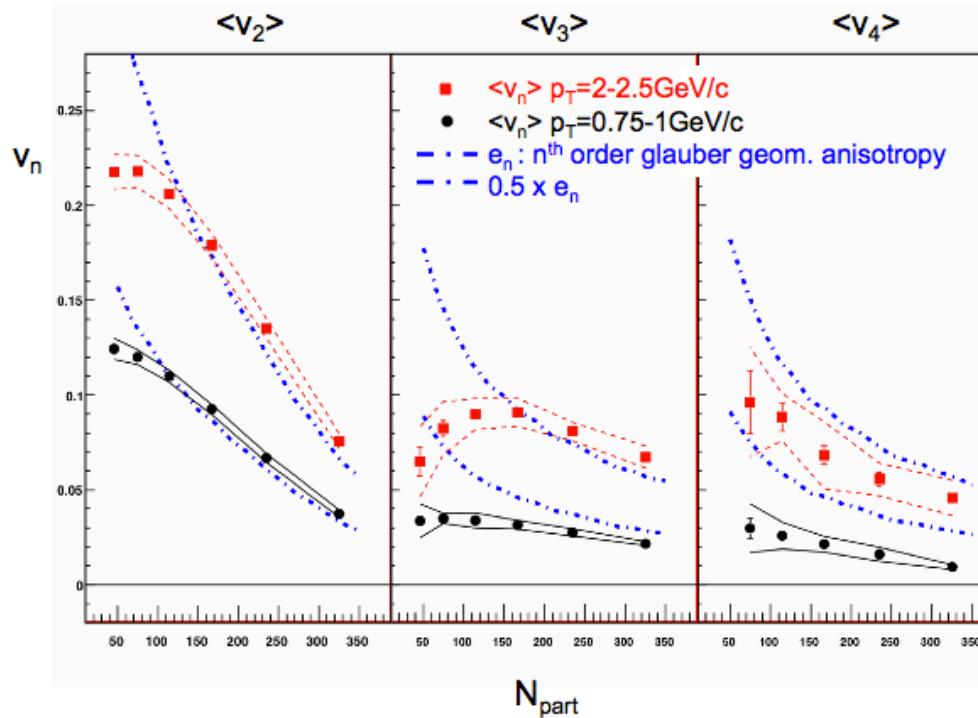 <v2> <v3> <v4>
<vn> pT=2-2.5GeV/c
<vn> pT=0.75-1GeV/c
en : nth order glauber geom. anisotropy
0.5 x en
vn
0.25
0.2
0.15
0.1
0.05
0
50 100 150 200 250 300 350
50 100 150 200 250 300 350
50 100 150 200 250 300 350
Npart